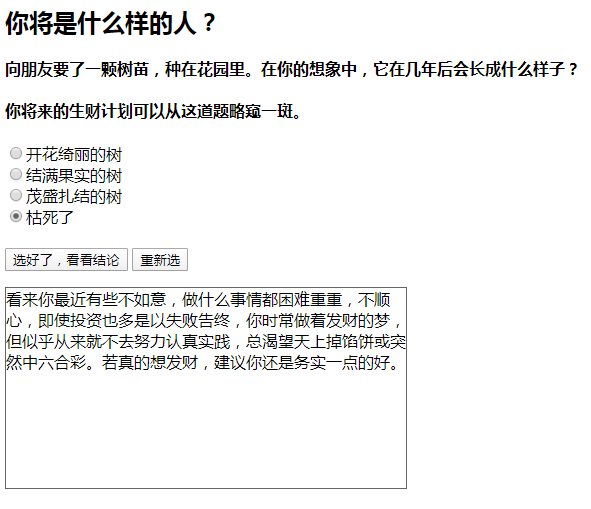 你将是什么样的人？
向朋友要了一颗树苗，种在花园里。在你的想象中，它在几年后会长成什么样子？
你将来的生财计划可以从这道题略窥一斑。
开花绮丽的树
结满果实的树
茂盛扎结的树
枯死了
选好了，看看结论 重新选
看来你最近有些不如意，做什么事情都困难重重，不顺
心，即使投资也多是以失败告终，你时常做着发财的梦，
但似乎从来就不去努力认真实践，总渴望天上掉馅饼或突
然中六合彩。若真的想发财，建议你还是务实一点的好。